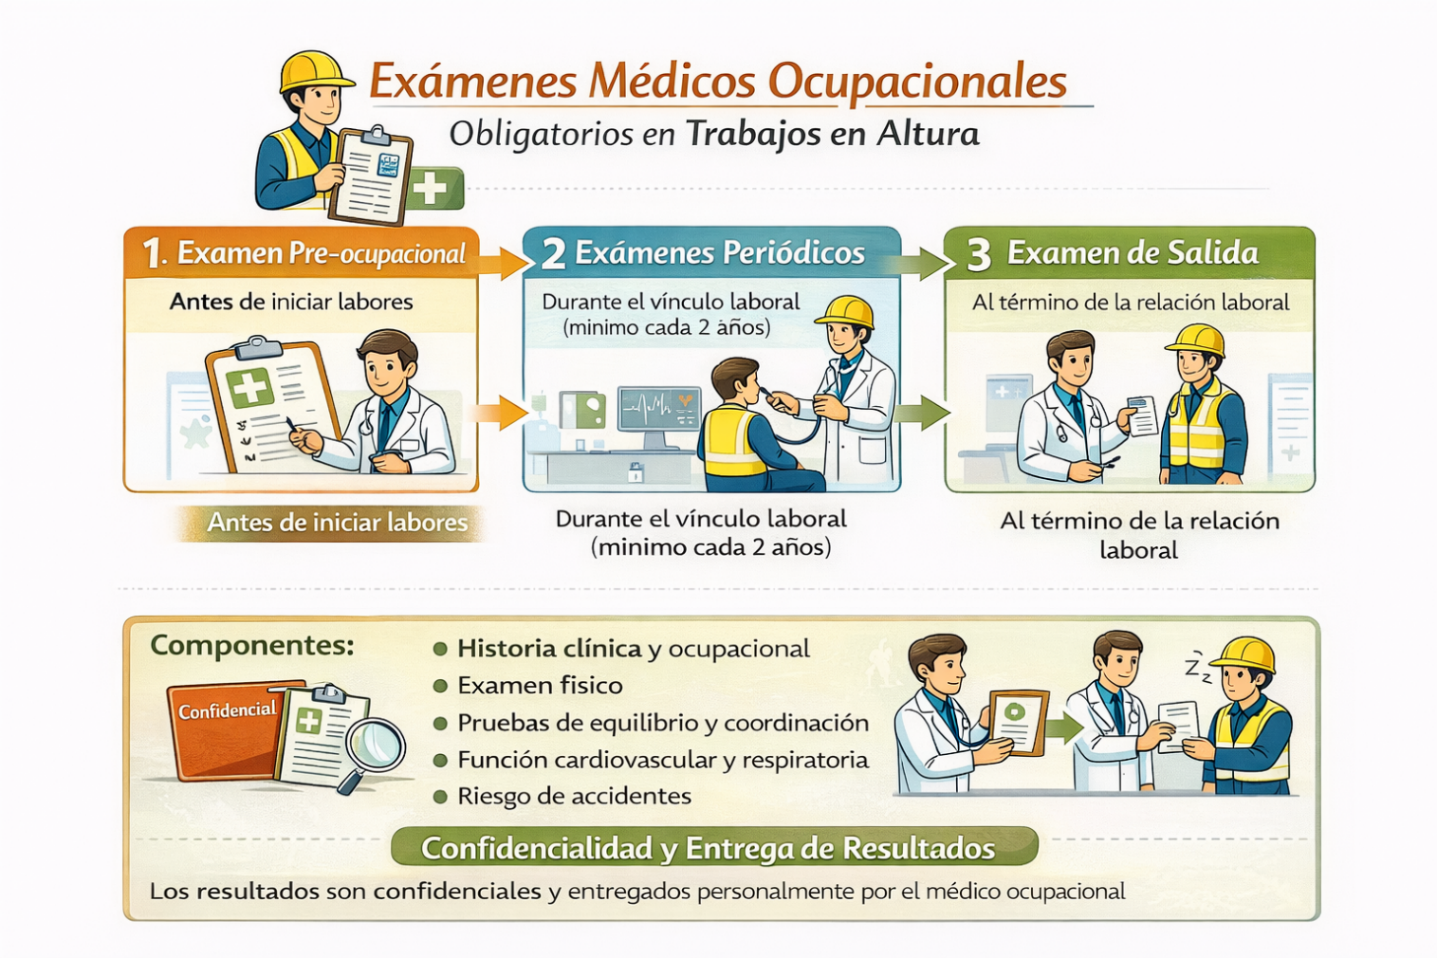 Exámenes Médicos Ocupacionales
Obligatorios en Trabajos en Altura
1. Examen Pre-ocupacional
Antes de iniciar labores
2 Exámenes Periódicos
Durante el vínculo laboral
(minimo cada 2 años)
3 Examen de Salida
Al término de la relación laboral
Antes de iniciar labores
Durante el vínculo laboral
(minimo cada 2 años)
Al término de la relación
laboral
Componentes:
Confidencial
Historia clínica y ocupacional
Examen fisico
Pruebas de equilibrio y coordinación
Función cardiovascular y respiratoria
Riesgo de accidentes
Z z z
Confidencialidad y Entrega de Resultados
Los resultados son confidenciales y entregados personalmente por el médico ocupacional